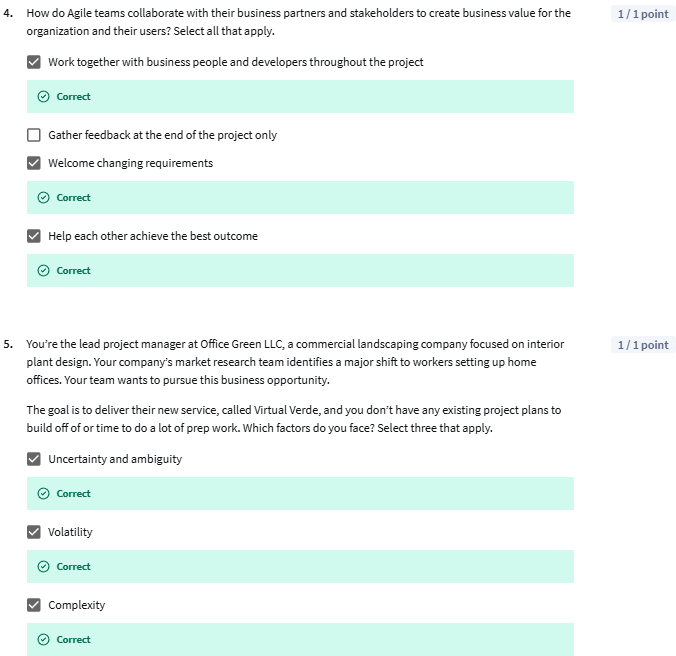 4. How do Agile teams collaborate with their business partners and stakeholders to create business value for the
1 / 1 point
organization and their users? Select all that apply.
Work together with business people and developers throughout the project
Correct
Gather feedback at the end of the project only
Welcome changing requirements
Correct
Help each other achieve the best outcome
Correct
5. You’re the lead project manager at Office Green LLC, a commercial landscaping company focused on interior
1 / 1 point
plant design. Your company’s market research team identifies a major shift to workers setting up home
offices. Your team wants to pursue this business opportunity.
The goal is to deliver their new service, called Virtual Verde, and you don’t have any existing project plans to
build off of or time to do a lot of prep work. Which factors do you face? Select three that apply.
Uncertainty and ambiguity
Correct
Volatility
Correct
Complexity
Correct